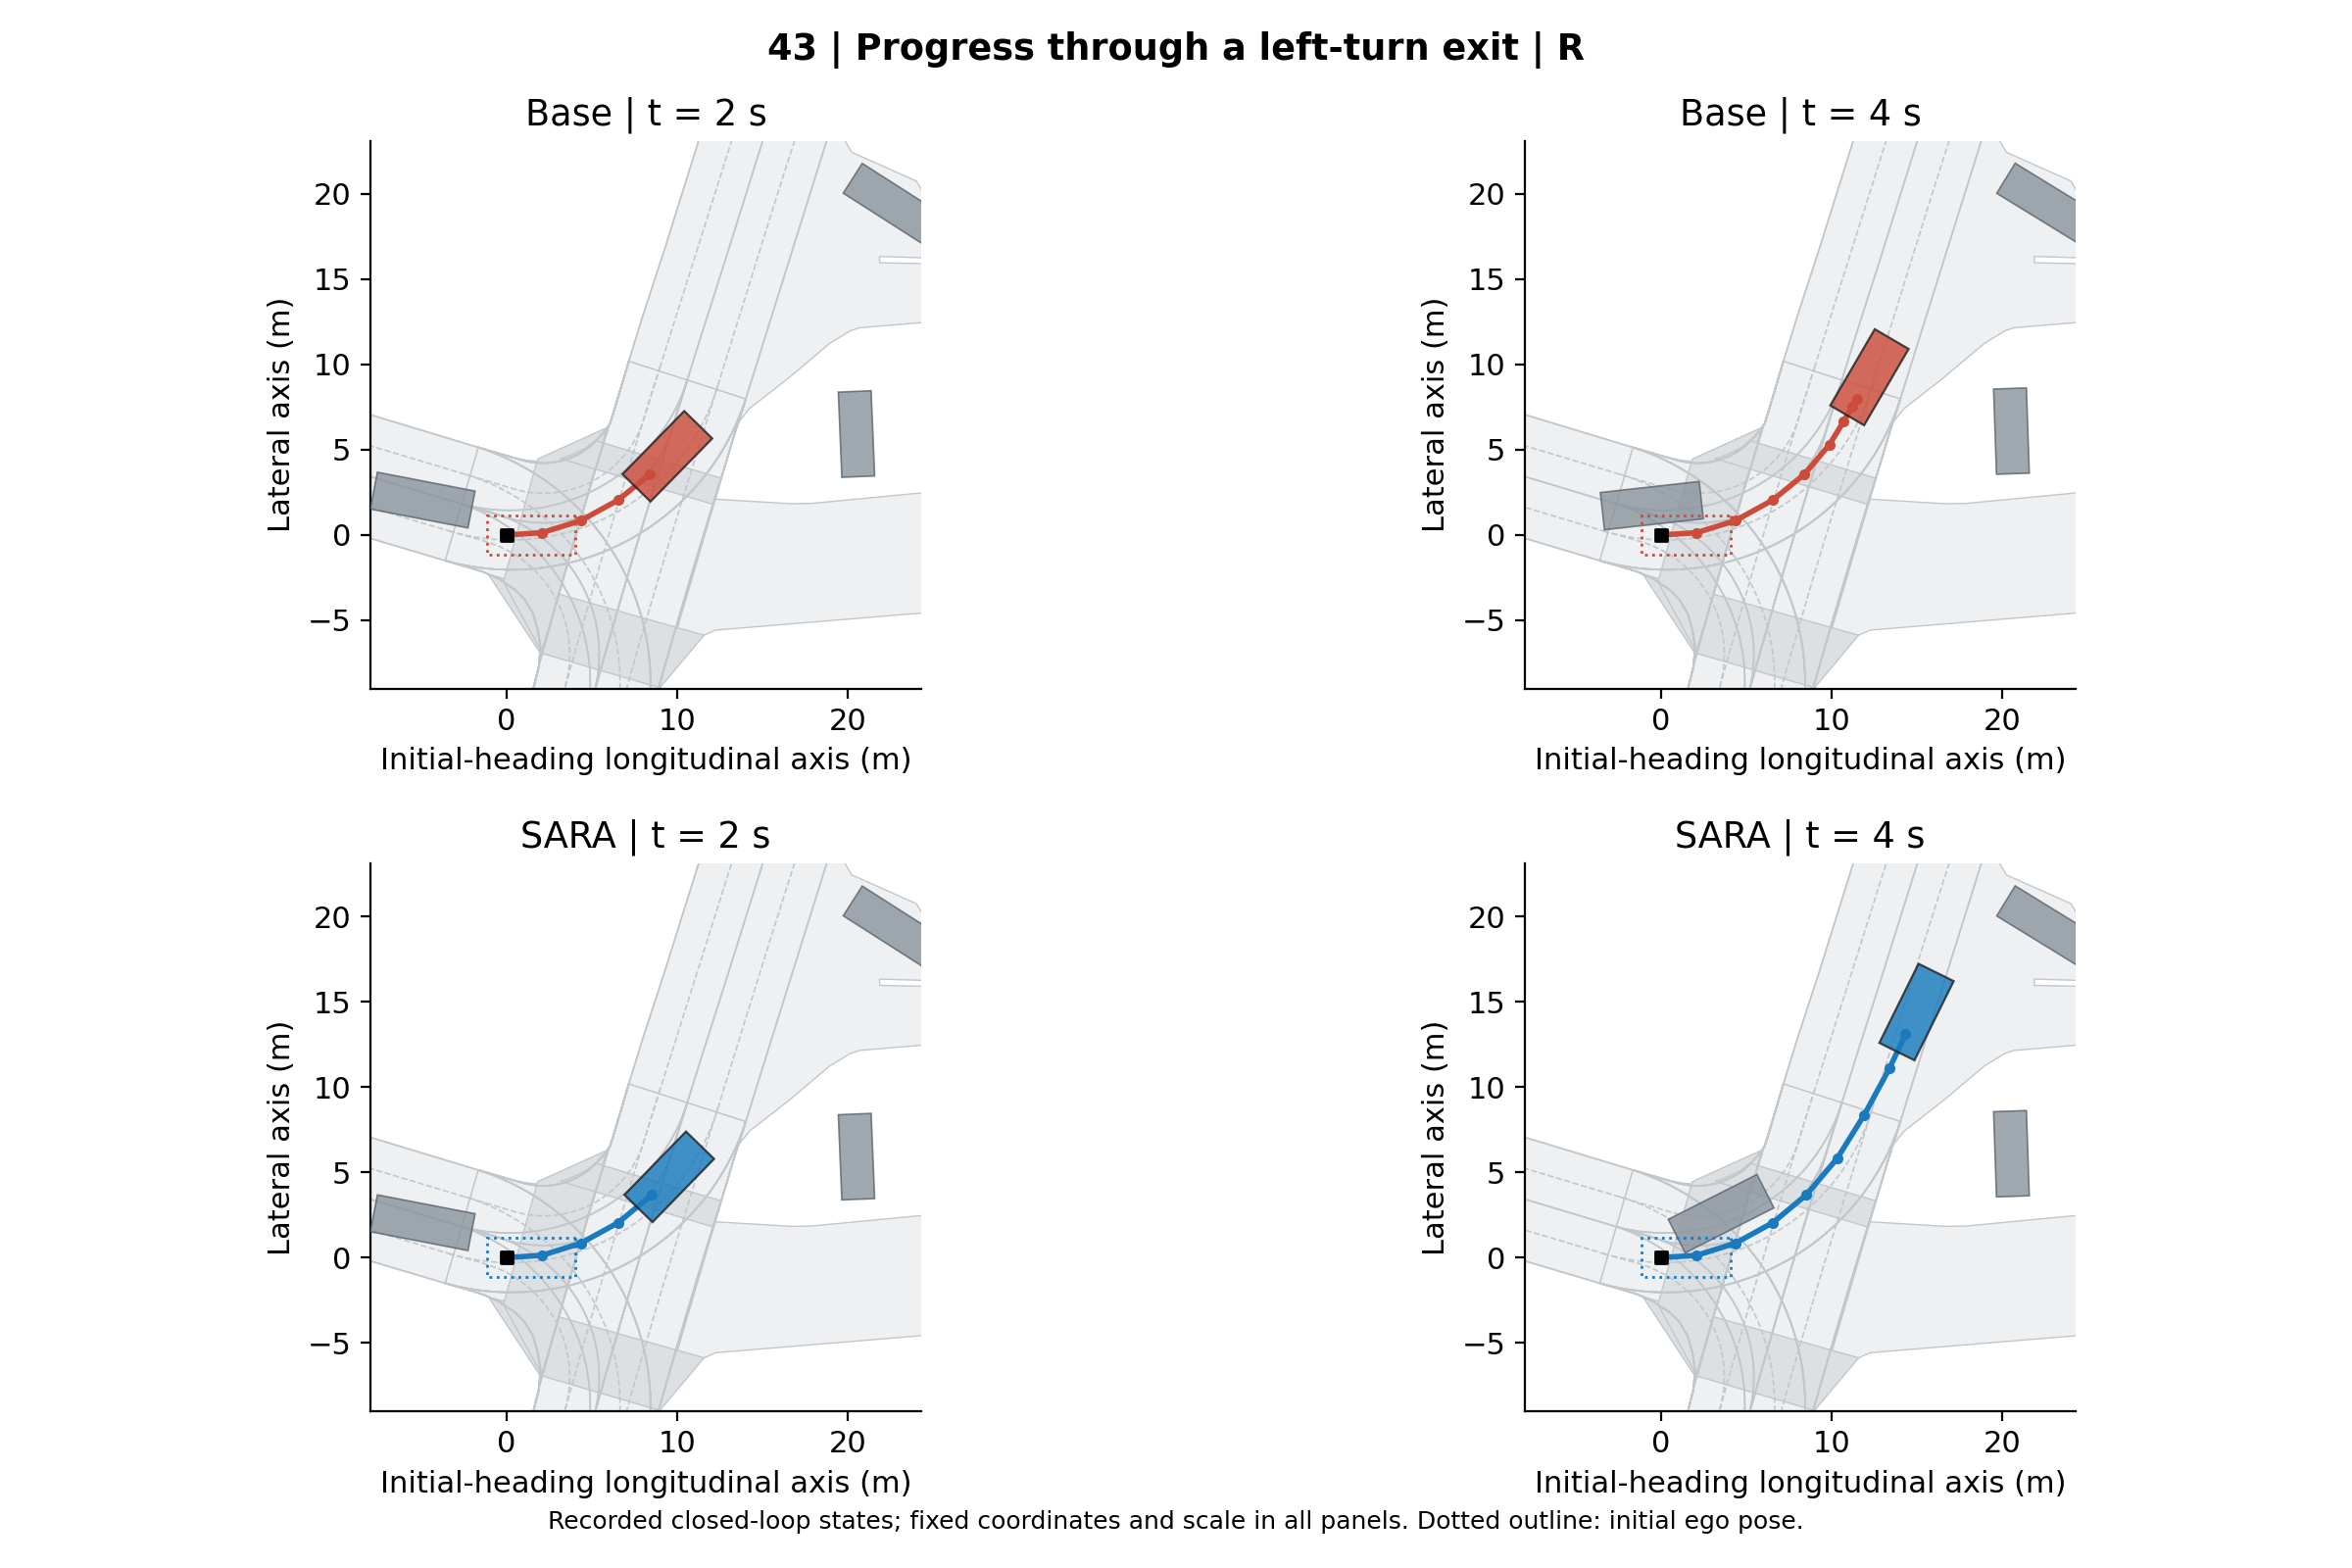 43 | Progress through a left-turn exit | R
Base | t = 2 s
Lateral axis (m)
20
15
10
5
0
−5
0 10 20
Initial-heading longitudinal axis (m)
Base | t = 4 s
Lateral axis (m)
20
15
10
5
0
−5
0 10 20
Initial-heading longitudinal axis (m)
SARA | t = 2 s
Lateral axis (m)
20
15
10
5
0
−5
0 10 20
Initial-heading longitudinal axis (m)
SARA | t = 4 s
Lateral axis (m)
20
15
10
5
0
−5
0 10 20
Initial-heading longitudinal axis (m)
Recorded closed-loop states; fixed coordinates and scale in all panels. Dotted outline: initial ego pose.